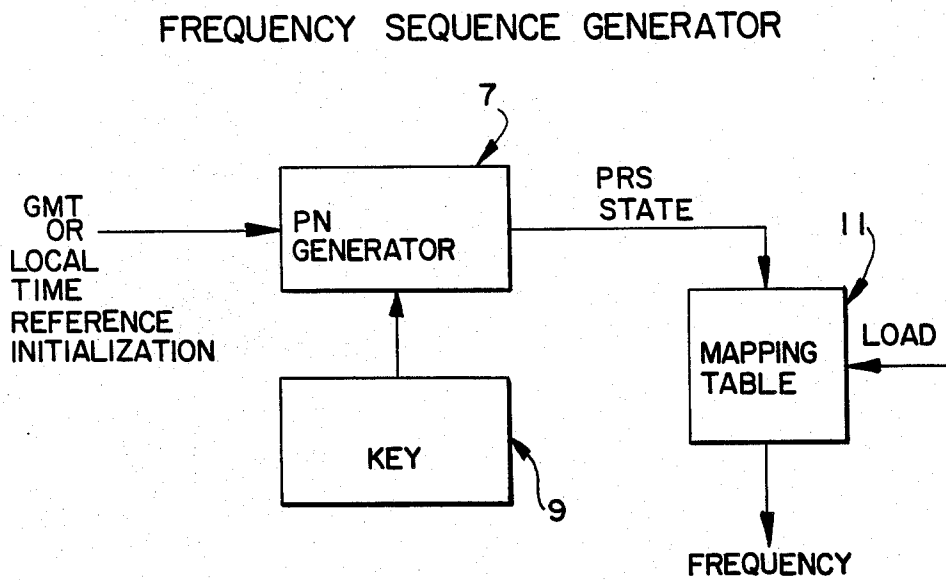 FREQUENCY SEQUENCE GENERATOR
7
PRS
STATE
GMT
OR
LOCAL
TIME
REFERENCE
INITIALIZATION
PN
GENERATOR
11
LOAD
MAPPING
TABLE
KEY
9
FREQUENCY